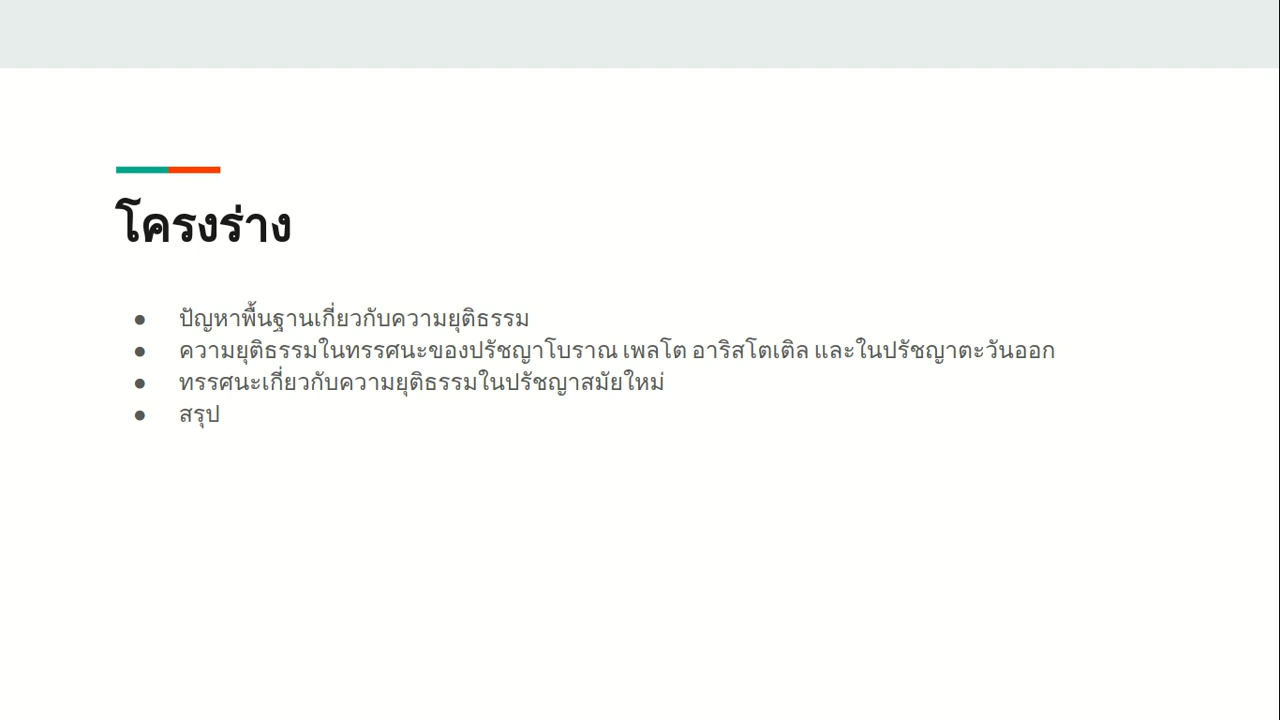 โครงร่าง
● ปัญหาพื้นฐานเกี่ยวกับความยุติธรรม
● ความยุติธรรมในทรรศนะของปรัชญาโบราณ เพลโต อาริสโตเติล และในปรัชญาตะวันออก
● ทรรศนะเกี่ยวกับความยุติธรรมในปรัชญาสมัยใหม่
● สรุป